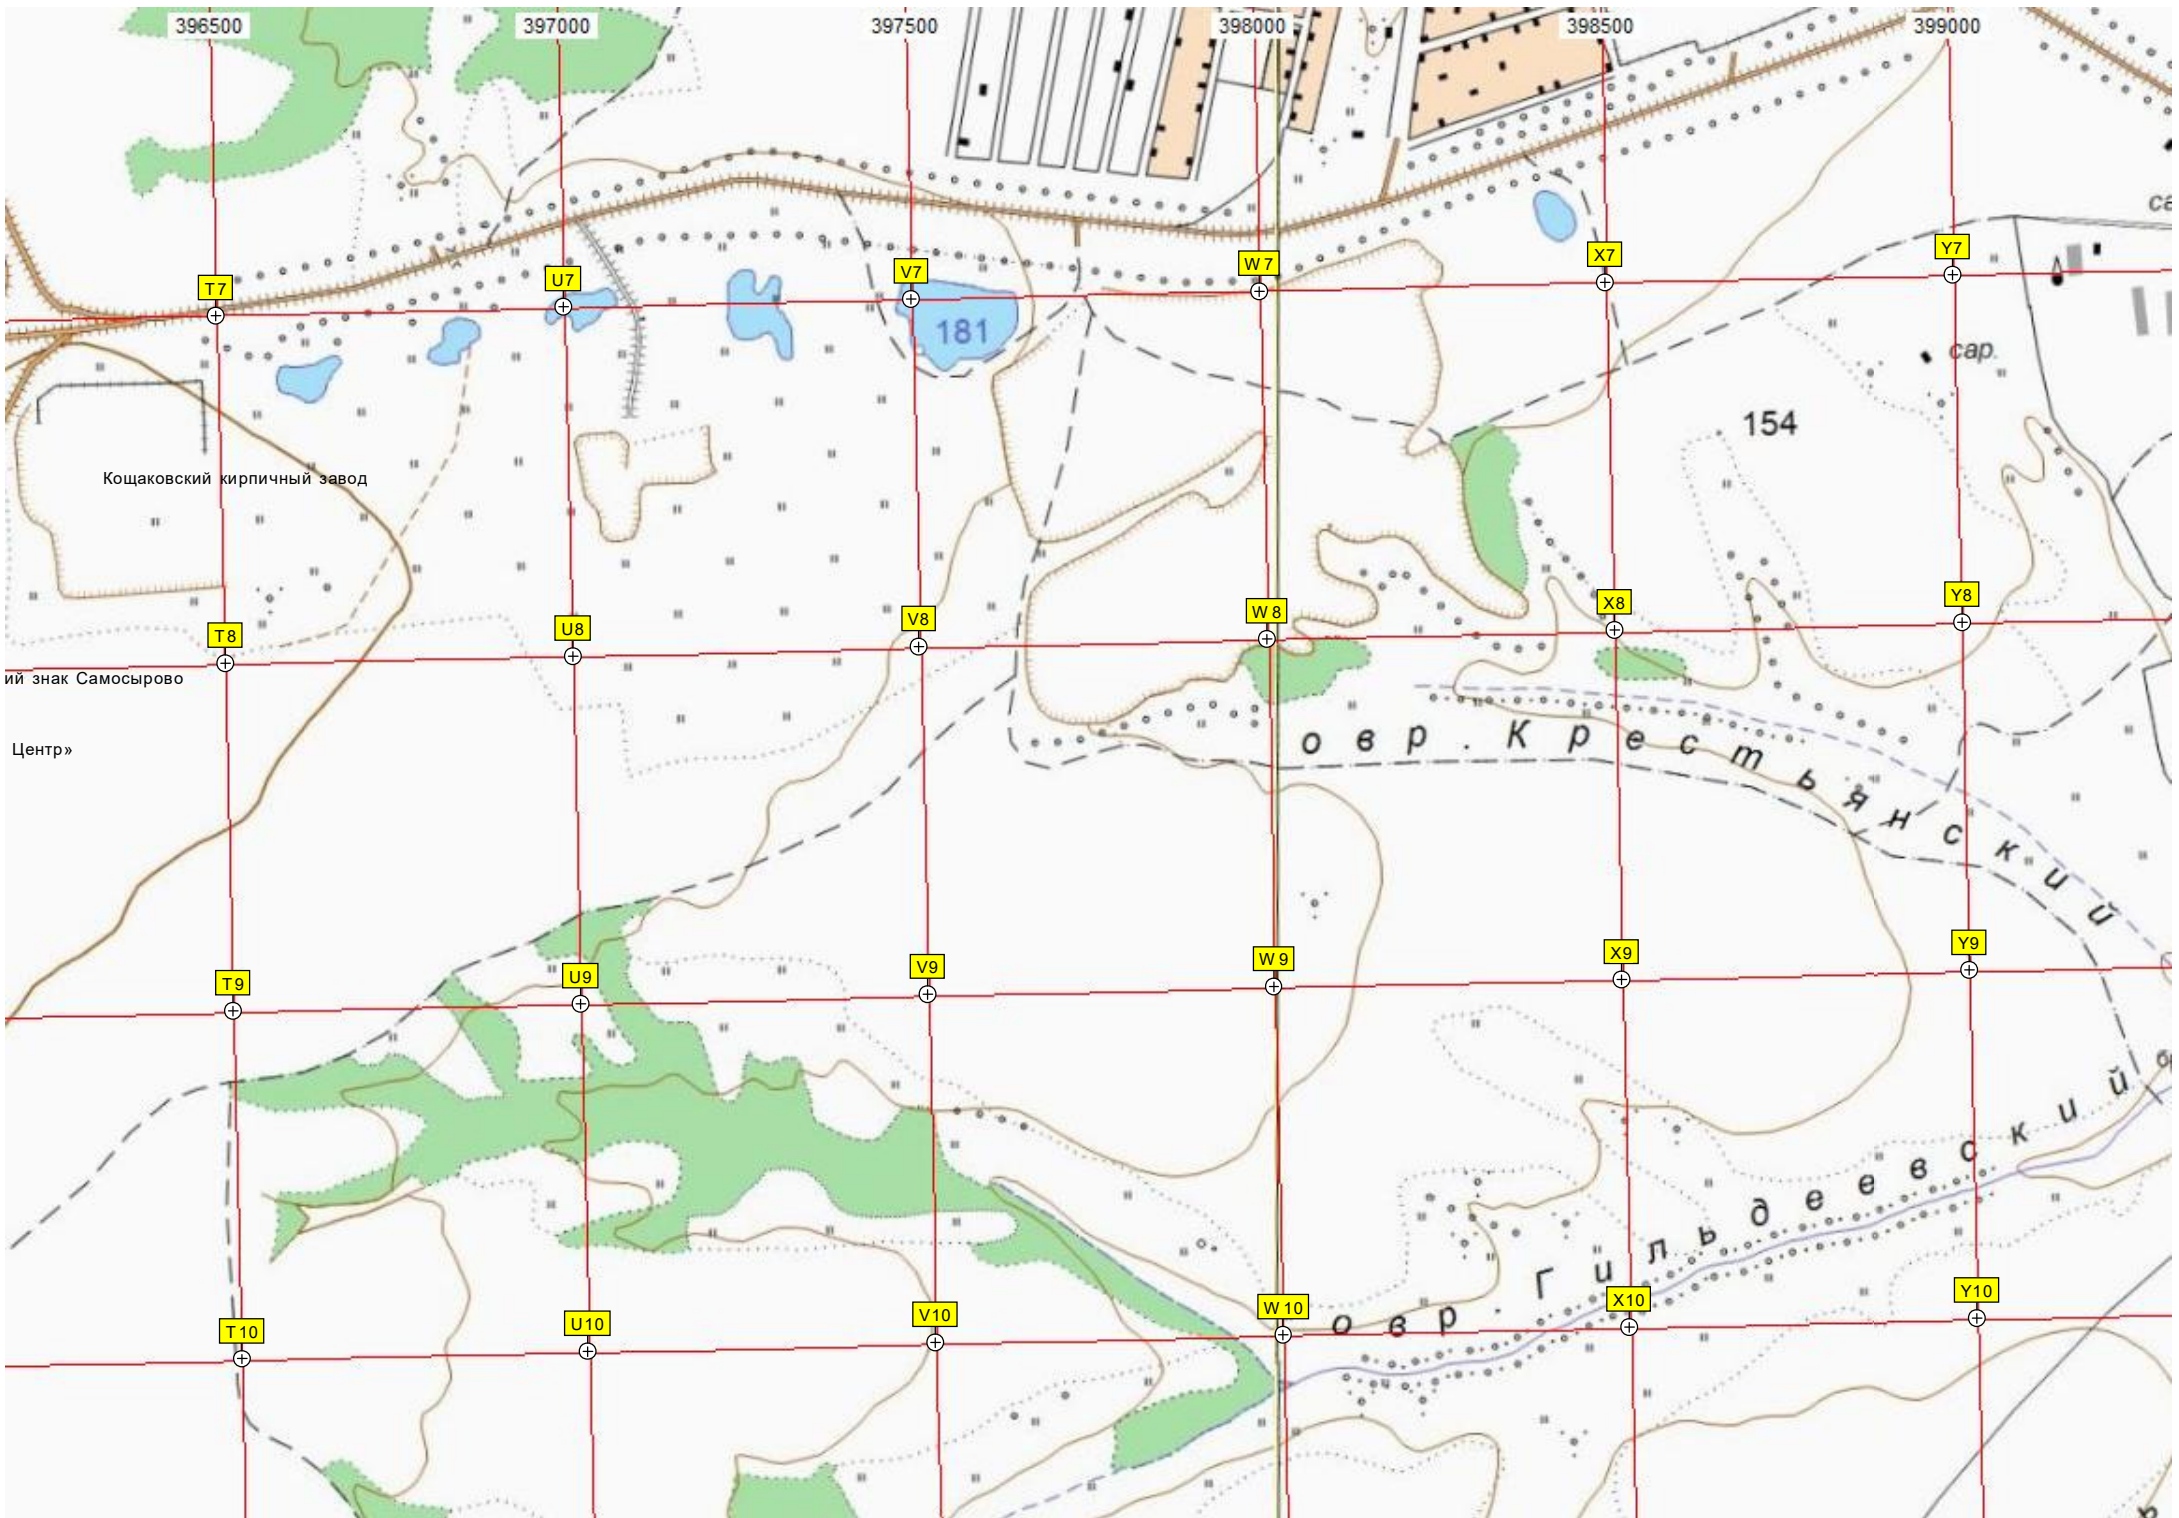 396500 397000 397500 398000 398500 399000
T7 U7 V7 W7 X7 Y7
181
сар.
154
Кощаковский кирпичный завод
T8 U8 V8 W8 X8 Y8
ий знак Самосырово
Центр»
овр. Крестьянский
T9 U9 V9 W9 X9 Y9
овр. Гильдеевский
T10 U10 V10 W10 X10 Y10